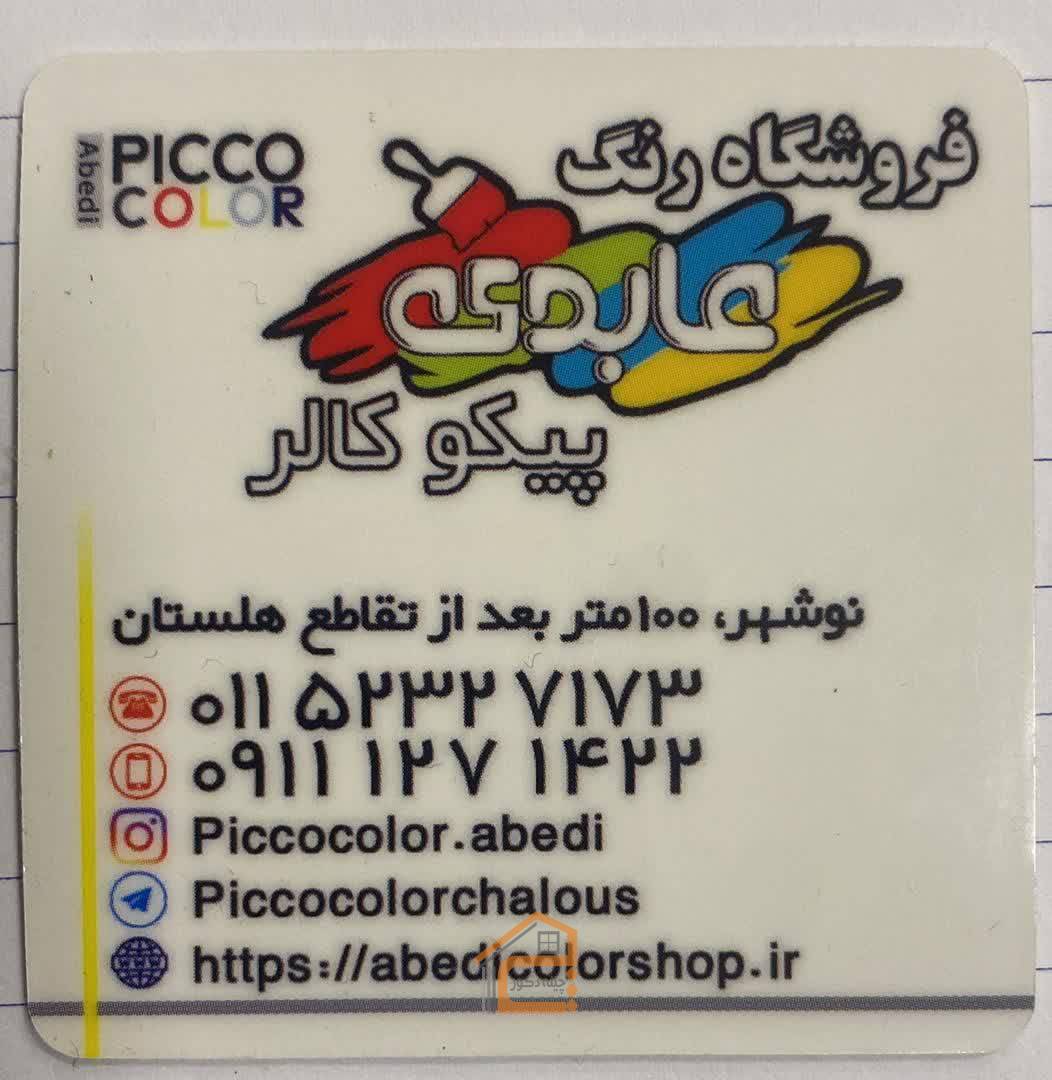 فروشگاه رنگ
Abedi
PICCO
COLOR
عابدی
پیکو کالر
نوشهر، ۱۰۰متر بعد از تقاطع هلستان
۰۱۱ ۵۲۳۲ ۷۱۷۳
۰۹۱۱ ۱۲۷ ۱۴۲۲
Piccocolor.abedi
Piccocolorchalous
https://abedicolorshop.ir